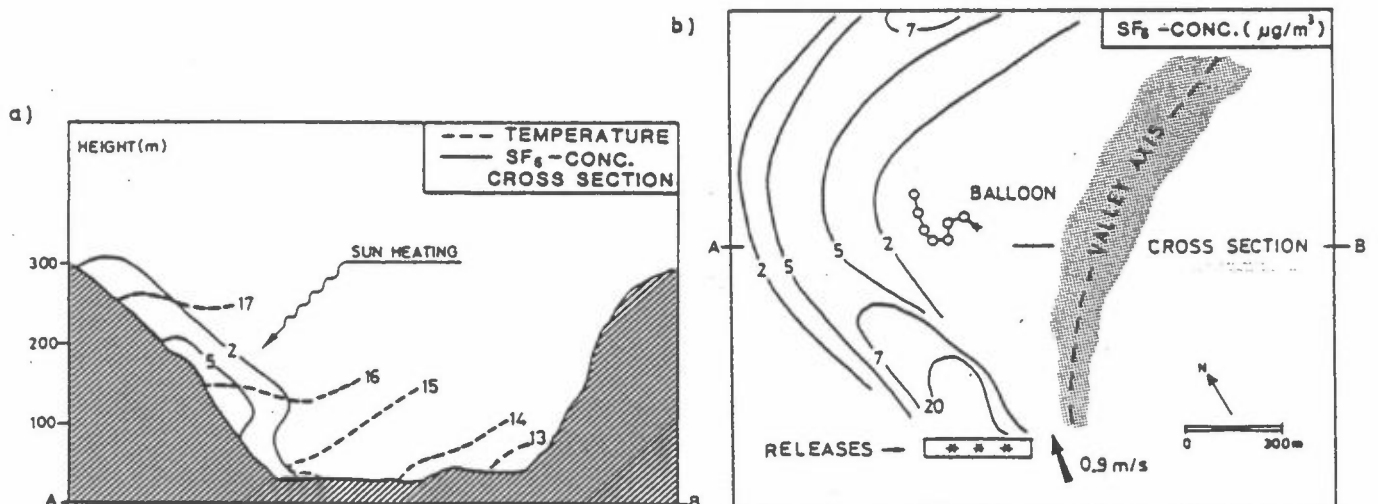 a)
HEIGHT(m)
TEMPERATURE
SF₆-CONC.
CROSS SECTION
SUN HEATING
300
200
100
17
2
5
16
15
14
13
A
B
b)
SF₆-CONC. (μg/m³)
7
VALLEY AXIS
BALLOON
A
2
5
5
2
CROSS SECTION
B
7
20
N
0 300m
RELEASES
* * *
0,9 m/s